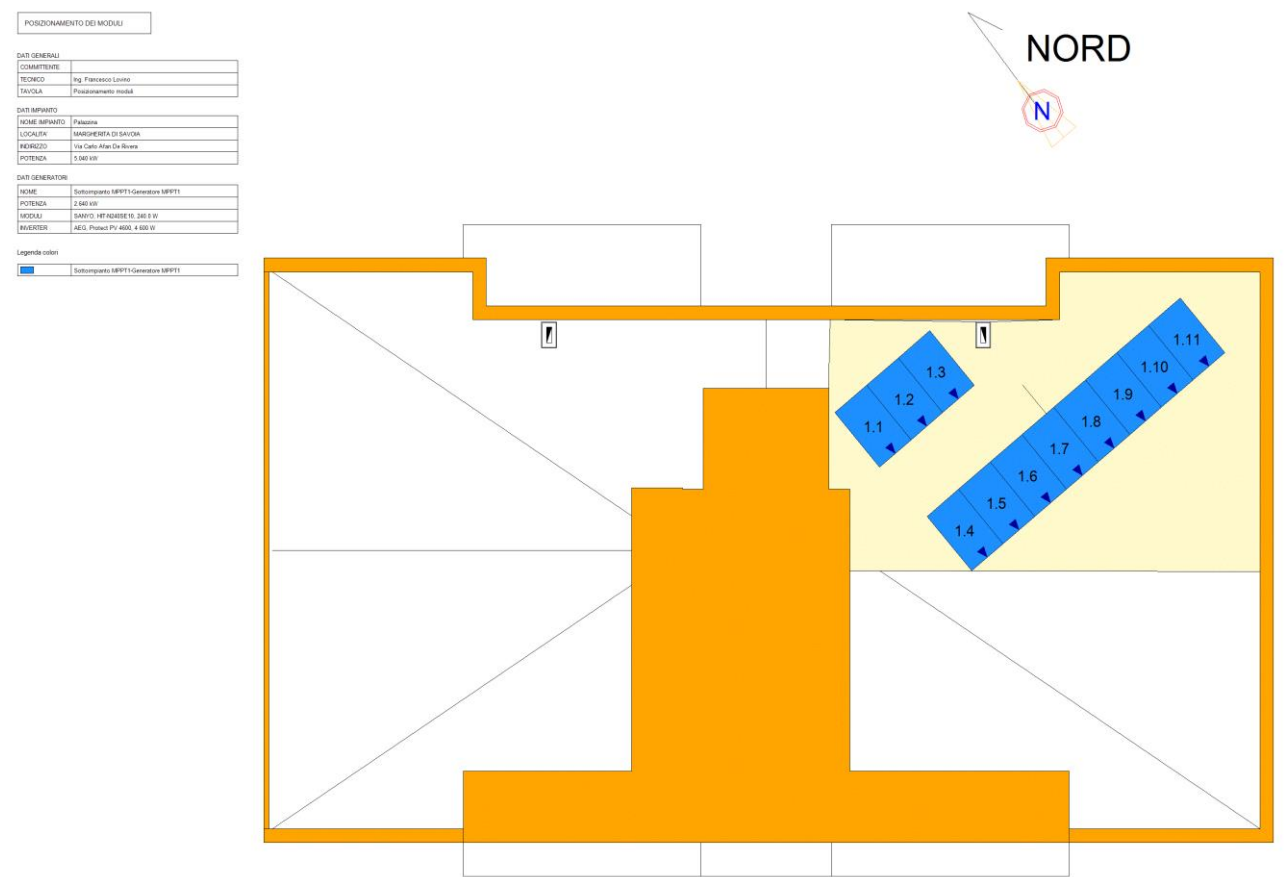 POSIZIONAMENTO DEI MODULI
DATI GENERALI
COMMITTENTE
TECNICO Ing. Francesco Lovino
TAVOLA Posizionamento moduli
DATI IMPIANTO
NOME IMPIANTO Palazzina
LOCALITA' MARGHERITA DI SAVOIA
INDIRIZZO Via Carlo Afan De Rivera
POTENZA 5.040 kW
DATI GENERATORI
NOME Sottoimpianto MPPT1-Generatore MPPT1
POTENZA 2.640 kW
MODULI SANYO, HIT-N240SE10, 240.0 W
INVERTER AEG, Protect PV 4600, 4 600 W
Legenda colori
Sottoimpianto MPPT1-Generatore MPPT1
NORD
N
1.1
1.2
1.3
1.4
1.5
1.6
1.7
1.8
1.9
1.10
1.11